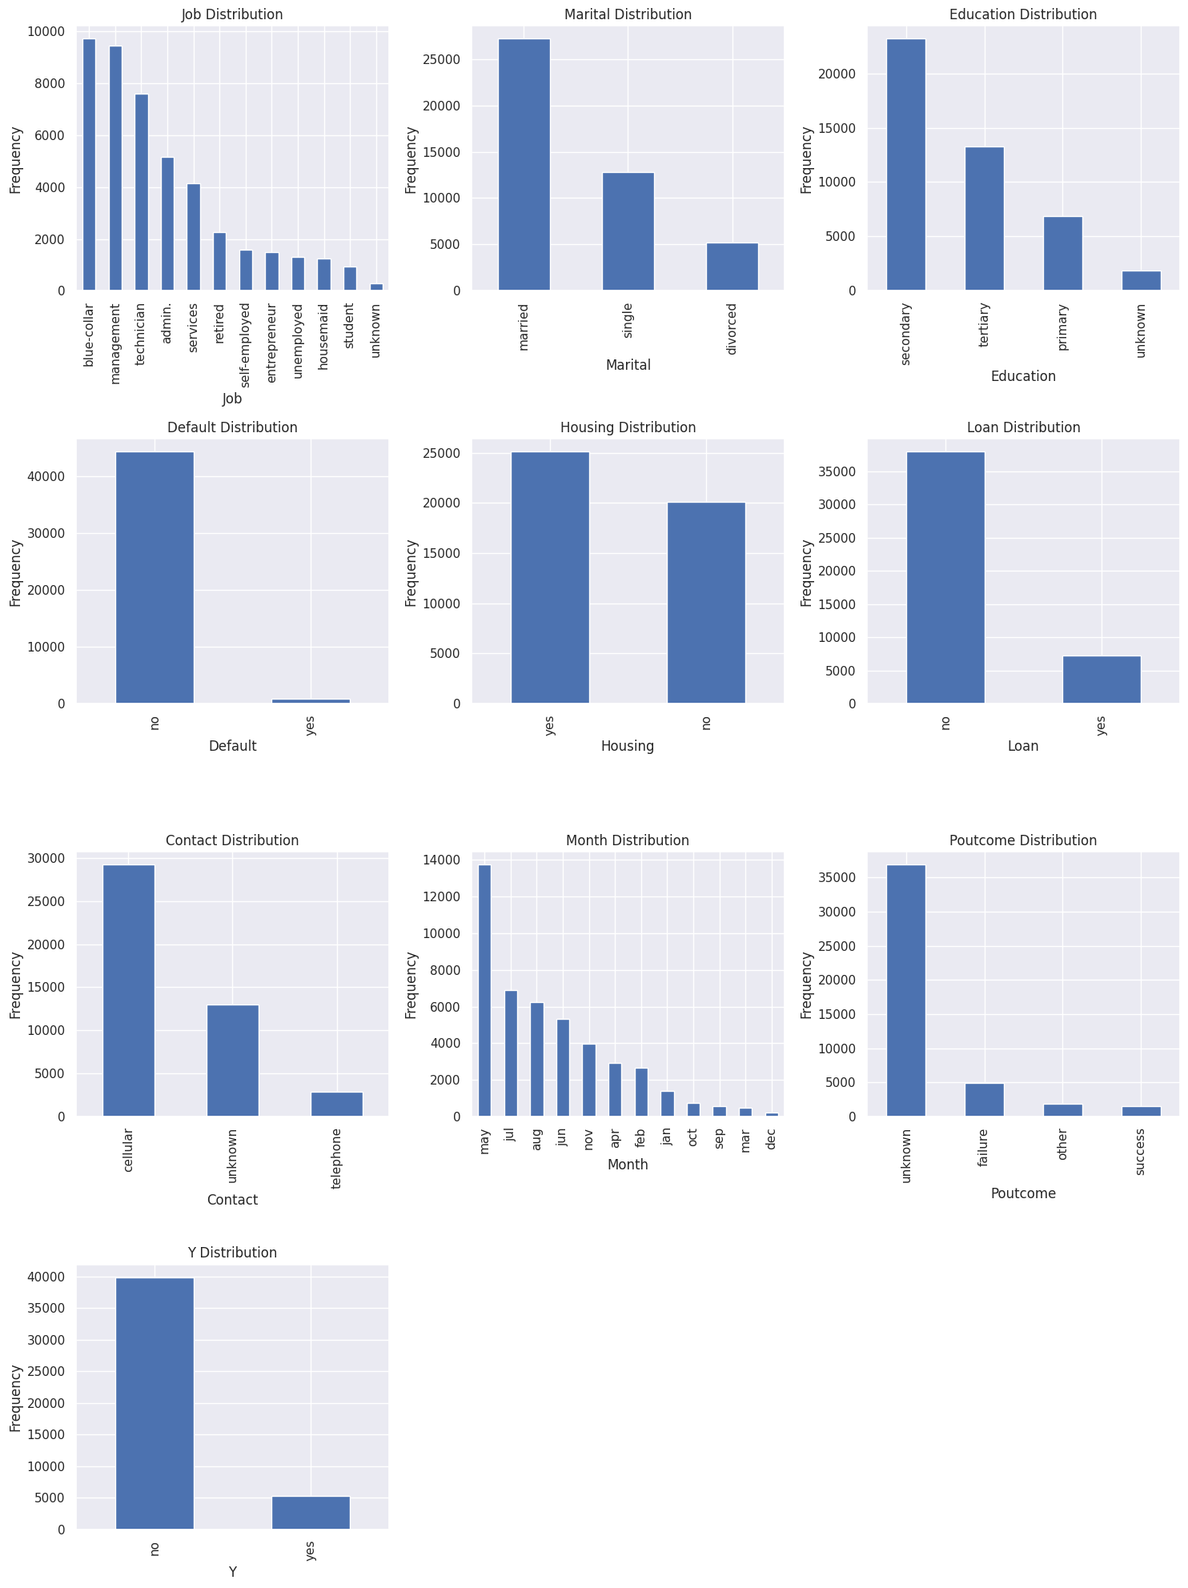 Job Distribution
Frequency
10000
8000
6000
4000
2000
0
blue-collar
management
technician
admin.
services
retired
self-employed
entrepreneur
unemployed
housemaid
student
unknown
Job
Marital Distribution
Frequency
25000
20000
15000
10000
5000
0
married
single
divorced
Marital
Education Distribution
Frequency
20000
15000
10000
5000
0
secondary
tertiary
primary
unknown
Education
Default Distribution
Frequency
40000
30000
20000
10000
0
no
yes
Default
Housing Distribution
Frequency
25000
20000
15000
10000
5000
0
yes
no
Housing
Loan Distribution
Frequency
35000
30000
25000
20000
15000
10000
5000
0
no
yes
Loan
Contact Distribution
Frequency
30000
25000
20000
15000
10000
5000
0
cellular
unknown
telephone
Contact
Month Distribution
Frequency
14000
12000
10000
8000
6000
4000
2000
0
may
jul
aug
jun
nov
apr
feb
jan
oct
sep
mar
dec
Month
Poutcome Distribution
Frequency
35000
30000
25000
20000
15000
10000
5000
0
unknown
failure
other
success
Poutcome
Y Distribution
Frequency
40000
35000
30000
25000
20000
15000
10000
5000
0
no
yes
Y